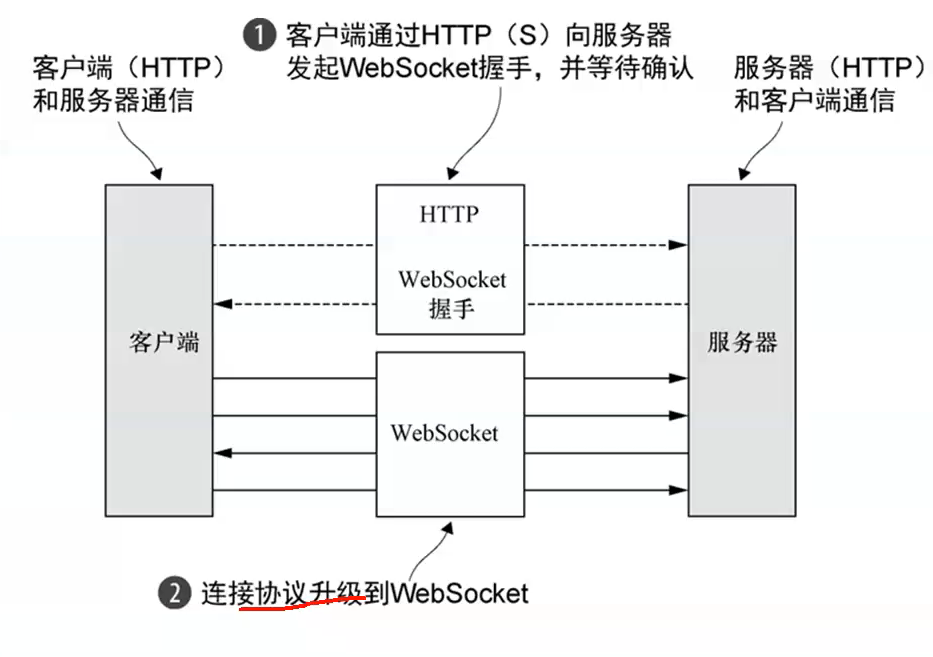 1 客户端通过HTTP（S）向服务器
发起WebSocket握手，并等待确认
客户端（HTTP）
和服务器通信
服务器（HTTP）
和客户端通信
HTTP
WebSocket
握手
客户端
服务器
WebSocket
2 连接协议升级到WebSocket